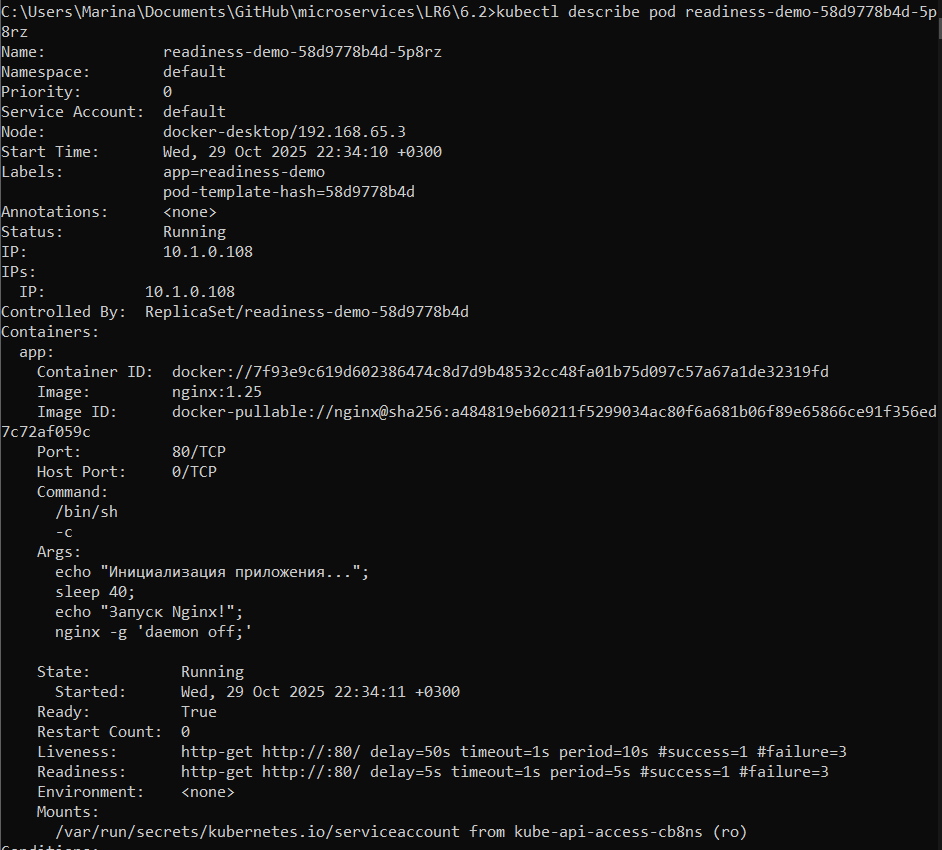 C:\Users\Marina\Documents\GitHub\microservices\LR6\6.2>kubectl describe pod readiness-demo-58d9778b4d-5p
8rz
Name:             readiness-demo-58d9778b4d-5p8rz
Namespace:        default
Priority:         0
Service Account:  default
Node:             docker-desktop/192.168.65.3
Start Time:       Wed, 29 Oct 2025 22:34:10 +0300
Labels:           app=readiness-demo
                  pod-template-hash=58d9778b4d
Annotations:      <none>
Status:           Running
IP:               10.1.0.108
IPs:
  IP:           10.1.0.108
Controlled By:  ReplicaSet/readiness-demo-58d9778b4d
Containers:
  app:
    Container ID:  docker://7f93e9c619d602386474c8d7d9b48532cc48fa01b75d097c57a67a1de32319fd
    Image:         nginx:1.25
    Image ID:      docker-pullable://nginx@sha256:a484819eb60211f5299034ac80f6a681b06f89e65866ce91f356ed
7c72af059c
    Port:          80/TCP
    Host Port:     0/TCP
    Command:
      /bin/sh
      -c
    Args:
      echo "Инициализация приложения...";
      sleep 40;
      echo "Запуск Nginx!";
      nginx -g 'daemon off;'
    State:          Running
      Started:      Wed, 29 Oct 2025 22:34:11 +0300
    Ready:          True
    Restart Count:  0
    Liveness:       http-get http://:80/ delay=50s timeout=1s period=10s #success=1 #failure=3
    Readiness:      http-get http://:80/ delay=5s timeout=1s period=5s #success=1 #failure=3
    Environment:    <none>
    Mounts:
      /var/run/secrets/kubernetes.io/serviceaccount from kube-api-access-cb8ns (ro)
Conditions: